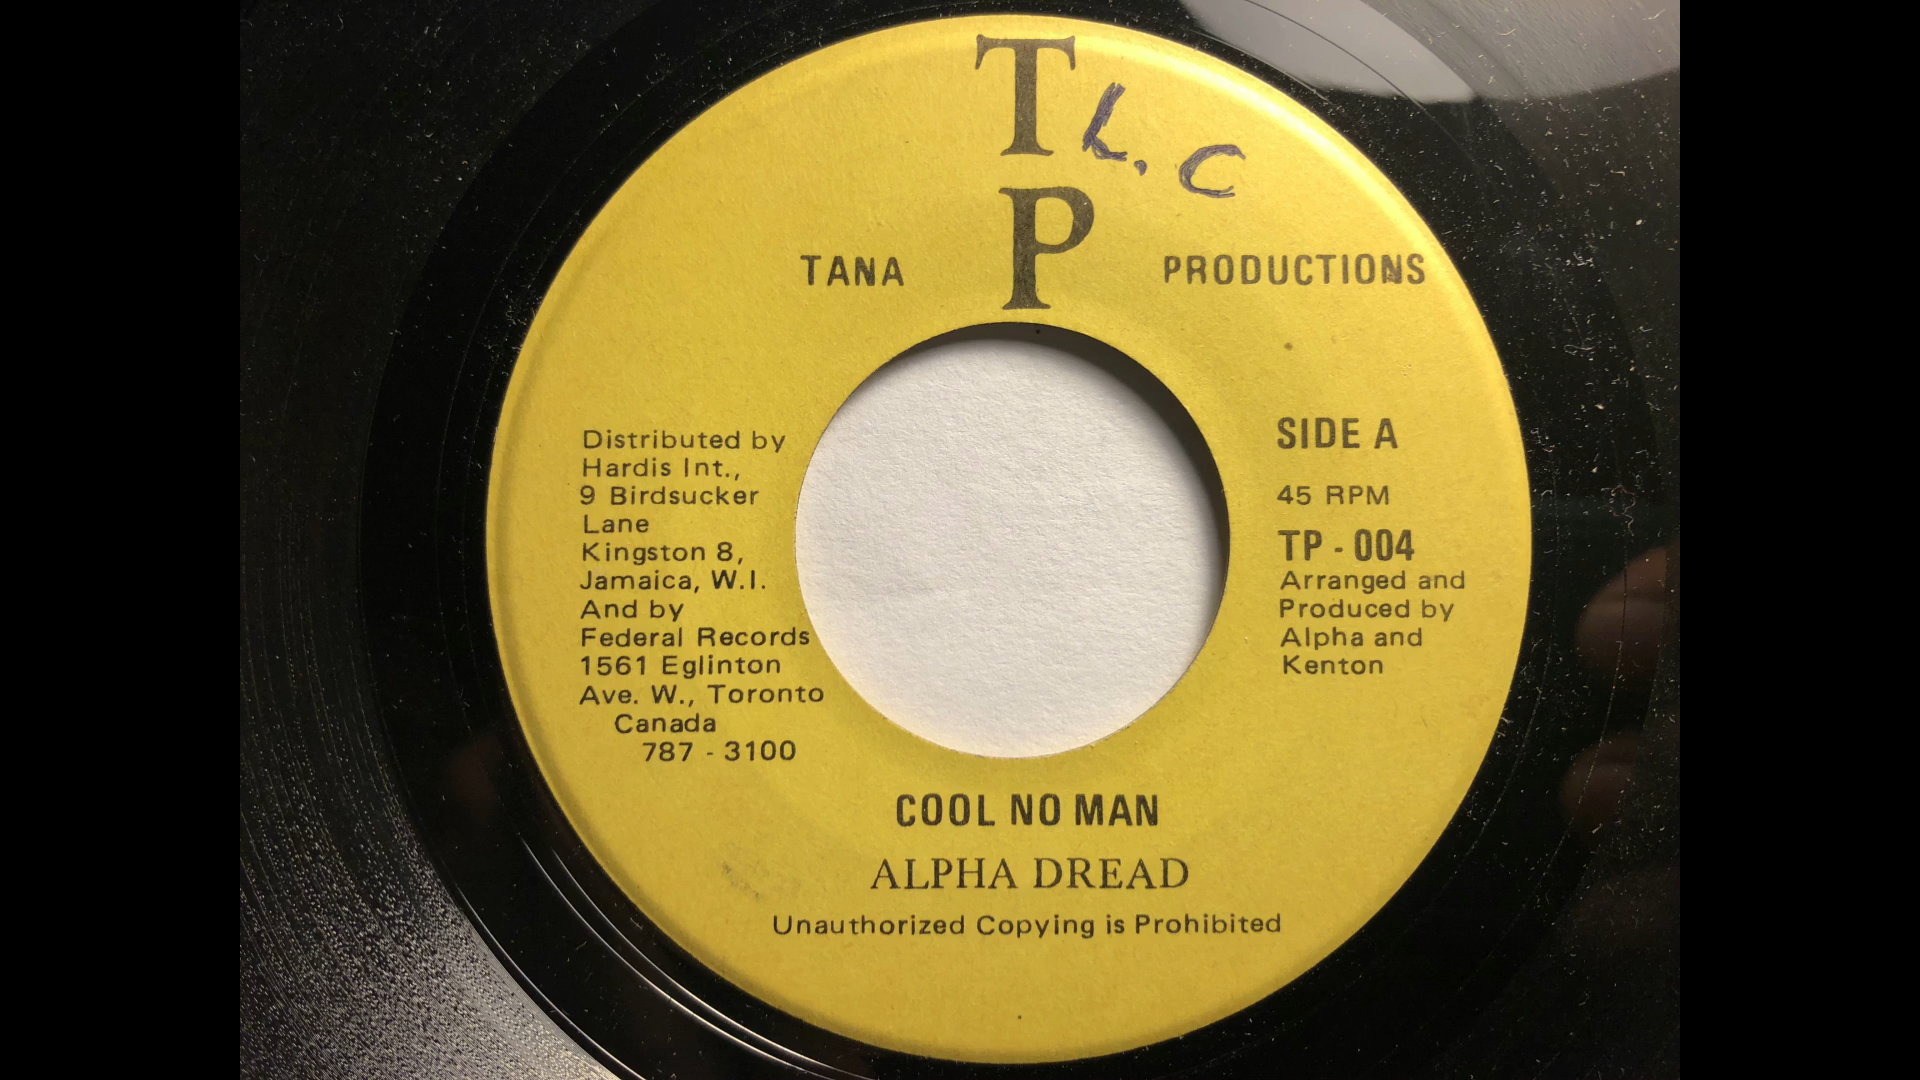 T
L. C
P
TANA PRODUCTIONS
Distributed by
Hardis Int.,
9 Birdsucker
Lane
Kingston 8,
Jamaica, W.I.
And by
Federal Records
1561 Eglinton
Ave. W., Toronto
Canada
787 - 3100
SIDE A
45 RPM
TP - 004
Arranged and
Produced by
Alpha and
Kenton
COOL NO MAN
ALPHA DREAD
Unauthorized Copying is Prohibited